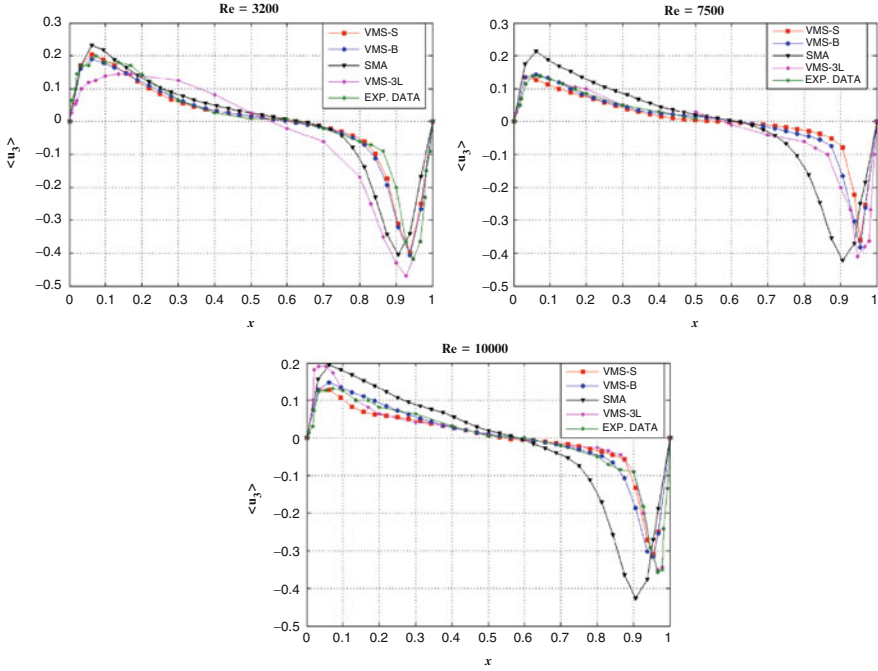 Re = 3200
0.3
0.2
0.1
0
−0.1
−0.2
−0.3
−0.4
−0.5
<u3>
VMS-S
VMS-B
SMA
VMS-3L
EXP. DATA
0 0.1 0.2 0.3 0.4 0.5 0.6 0.7 0.8 0.9 1
x
Re = 7500
0.3
0.2
0.1
0
−0.1
−0.2
−0.3
−0.4
−0.5
<u3>
VMS-S
VMS-B
SMA
VMS-3L
EXP. DATA
0 0.1 0.2 0.3 0.4 0.5 0.6 0.7 0.8 0.9 1
x
Re = 10000
0.2
0.1
0
−0.1
−0.2
−0.3
−0.4
−0.5
<u3>
VMS-S
VMS-B
SMA
VMS-3L
EXP. DATA
0 0.1 0.2 0.3 0.4 0.5 0.6 0.7 0.8 0.9 1
x